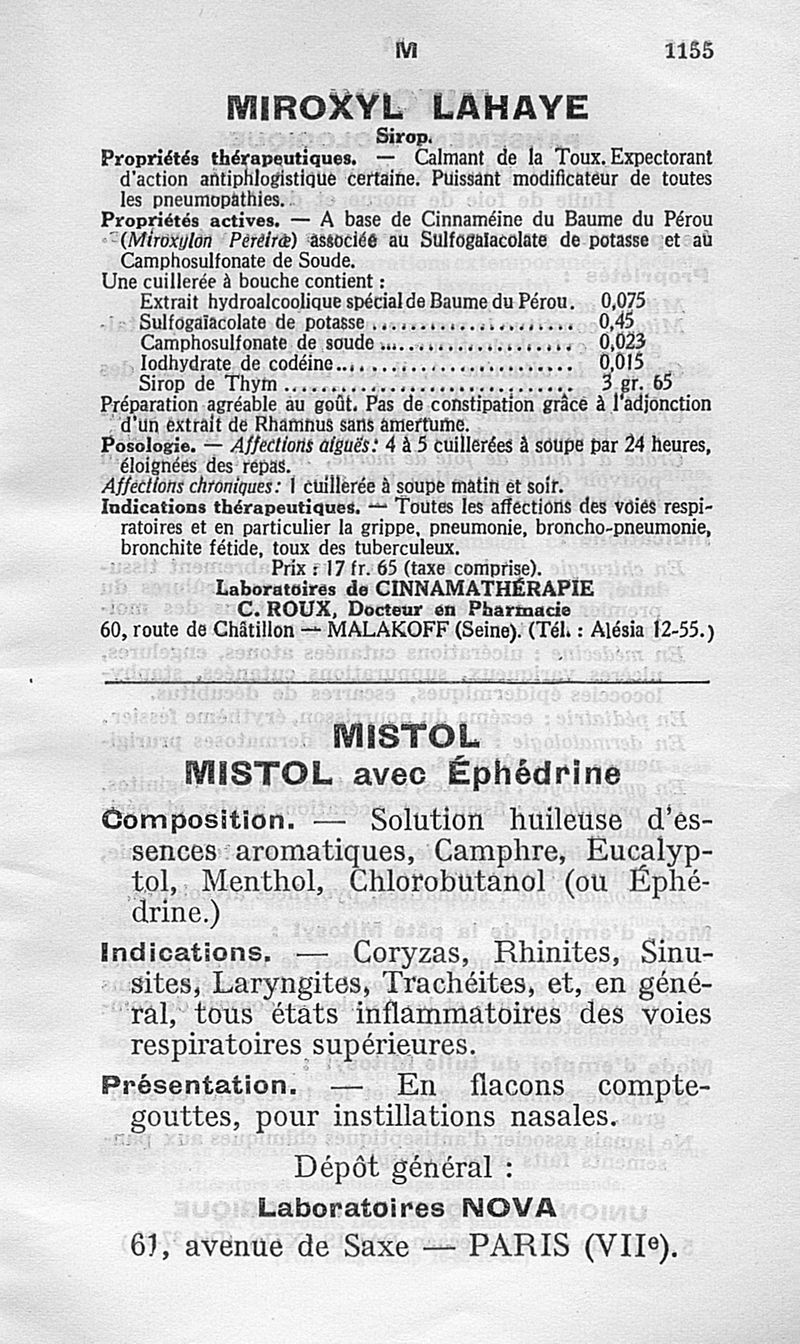 M 1155
MIROXYL LAHAYE
Sirop.
Propriétés thérapeutiques. — Calmant de la Toux. Expectorant
d'action antiphlogistique certaine. Puissant modificateur de toutes
les pneumopathies.
Propriétés actives. — A base de Cinnaméine du Baume du Pérou
(Miroxylon Péreiræ) associée au Sulfogaïacolate de potasse et au
Camphosulfonate de Soude.
Une cuillerée à bouche contient :
Extrait hydroalcoolique spécial de Baume du Pérou. 0,075
Sulfogaïacolate de potasse .................... 0,45
Camphosulfonate de soude .................... 0,023
Iodhydrate de codéine........................ 0,015
Sirop de Thym .............................. 3 gr. 65
Préparation agréable au goût. Pas de constipation grâce à l'adjonction
d'un extrait de Rhamnus sans amertume.
Posologie. — Affections aiguës : 4 à 5 cuillerées à soupe par 24 heures,
éloignées des repas.
Affections chroniques : 1 cuillerée à soupe matin et soir.
Indications thérapeutiques. — Toutes les affections des voies respi-
ratoires et en particulier la grippe, pneumonie, broncho-pneumonie,
bronchite fétide, toux des tuberculeux.
Prix : 17 fr. 65 (taxe comprise).
Laboratoires de CINNAMATHÉRAPIE
C. ROUX, Docteur en Pharmacie
60, route de Châtillon — MALAKOFF (Seine). (Tél. : Alésia 12-55.)
MISTOL
MISTOL avec Éphédrine
Composition. — Solution huileuse d'es-
sences aromatiques, Camphre, Eucalyp-
tol, Menthol, Chlorobutanol (ou Éphé-
drine.)
Indications. — Coryzas, Rhinites, Sinu-
sites, Laryngites, Trachéites, et, en géné-
ral, tous états inflammatoires des voies
respiratoires supérieures.
Présentation. — En flacons compte-
gouttes, pour instillations nasales.
Dépôt général :
Laboratoires NOVA
61, avenue de Saxe — PARIS (VIIe).